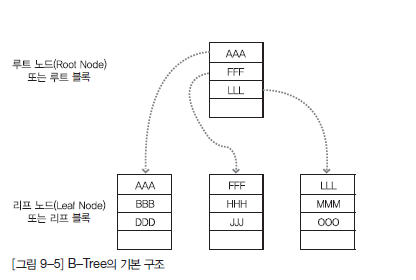 루트 노드(Root Node)
또는 루트 블록
AAA
FFF
LLL
리프 노드(Leaf Node)
또는 리프 블록
AAA
BBB
DDD
FFF
HHH
JJJ
LLL
MMM
OOO
[그림 9-5] B-Tree의 기본 구조